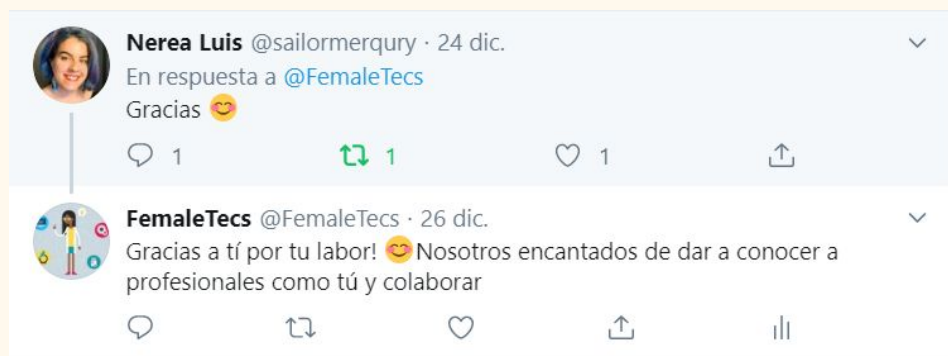 Nerea Luis @sailormerqury · 24 dic.
En respuesta a @FemaleTecs
Gracias 😊
1 1 1
FemaleTecs @FemaleTecs · 26 dic.
Gracias a tí por tu labor! 😊Nosotros encantados de dar a conocer a
profesionales como tú y colaborar